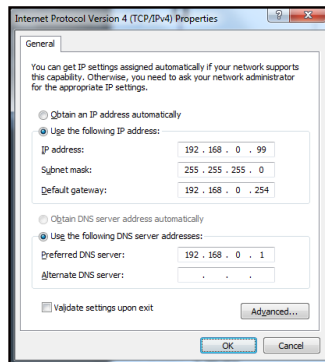 Internet Protocol Version 4 (TCP/IPv4) Properties
General
You can get IP settings assigned automatically if your network supports
this capability. Otherwise, you need to ask your network administrator
for the appropriate IP settings.
Obtain an IP address automatically
Use the following IP address:
IP address: 192 . 168 . 0 . 99
Subnet mask: 255 . 255 . 255 . 0
Default gateway: 192 . 168 . 0 . 254
Obtain DNS server address automatically
Use the following DNS server addresses:
Preferred DNS server: 192 . 168 . 0 . 1
Alternate DNS server: . . .
Validate settings upon exit
Advanced...
OK Cancel